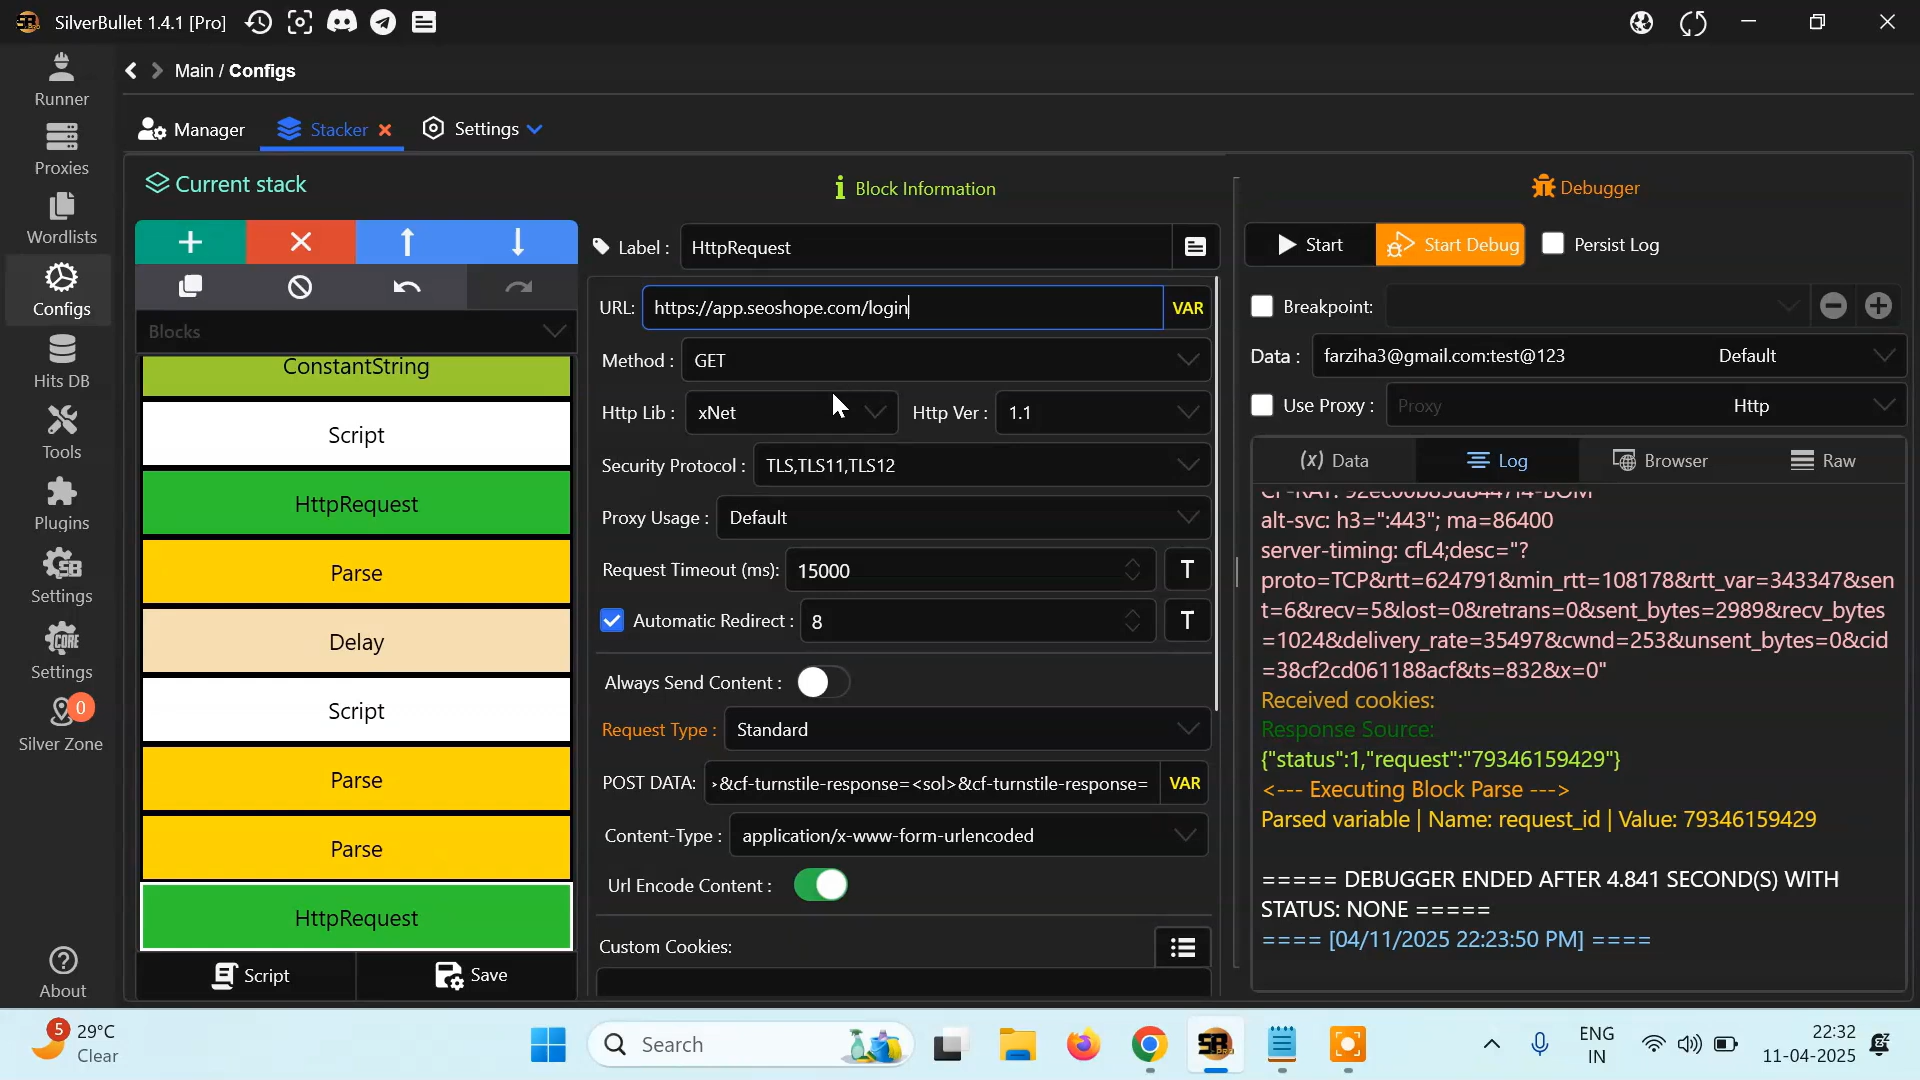 SilverBullet 1.4.1 [Pro]
Runner
Proxies
Wordlists
Configs
Hits DB
Tools
Plugins
Settings
CORE
Settings
0
Silver Zone
About
Main / Configs
Manager
Stacker
Settings
Current stack
Blocks
ConstantString
Script
HttpRequest
Parse
Delay
Script
Parse
Parse
HttpRequest
Script
Save
Block Information
Label :
HttpRequest
URL:
https://app.seoshope.com/login
VAR
Method :
GET
Http Lib :
xNet
Http Ver :
1.1
Security Protocol :
TLS,TLS11,TLS12
Proxy Usage :
Default
Request Timeout (ms):
15000
T
Automatic Redirect :
8
T
Always Send Content :
Request Type :
Standard
POST DATA:
>&cf-turnstile-response=<sol>&cf-turnstile-response=
VAR
Content-Type :
application/x-www-form-urlencoded
Url Encode Content :
Custom Cookies:
Debugger
Start
Start Debug
Persist Log
Breakpoint:
Data :
farziha3@gmail.com:test@123
Default
Use Proxy :
Proxy
Http
(x) Data
Log
Browser
Raw
alt-svc: h3=":443"; ma=86400
server-timing: cfL4;desc="?
proto=TCP&rtt=624791&min_rtt=108178&rtt_var=343347&sen
t=6&recv=5&lost=0&retrans=0&sent_bytes=2989&recv_bytes
=1024&delivery_rate=35497&cwnd=253&unsent_bytes=0&cid
=38cf2cd061188acf&ts=832&x=0"
Received cookies:
Response Source:
{"status":1,"request":"79346159429"}
<--- Executing Block Parse --->
Parsed variable | Name: request_id | Value: 79346159429
===== DEBUGGER ENDED AFTER 4.841 SECOND(S) WITH
STATUS: NONE =====
==== [04/11/2025 22:23:50 PM] ====
5
29°C
Clear
Search
ENG
IN
22:32
11-04-2025